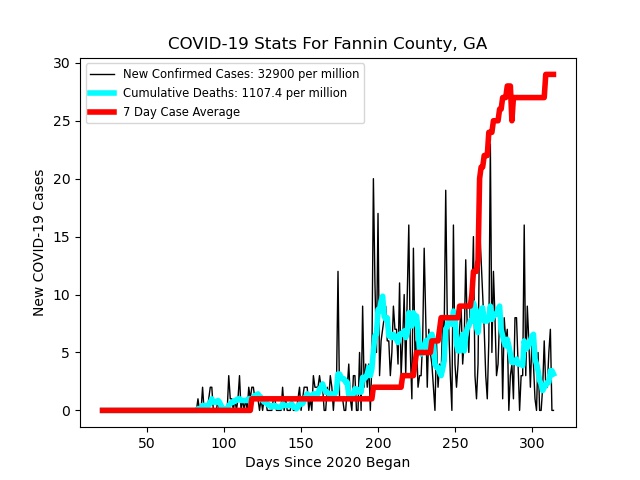 COVID-19 Stats For Fannin County, GA
New Confirmed Cases: 32900 per million
Cumulative Deaths: 1107.4 per million
7 Day Case Average
30
25
20
15
10
5
0
New COVID-19 Cases
50 100 150 200 250 300
Days Since 2020 Began